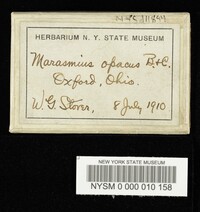 HERBARIUM N. Y. STATE MUSEUM
Marasmius opacus B.&C.
Oxford, Ohio.
W. G. Stover, 8 July 1910
NEW YORK STATE MUSEUM
NYSM 0 000 010 158